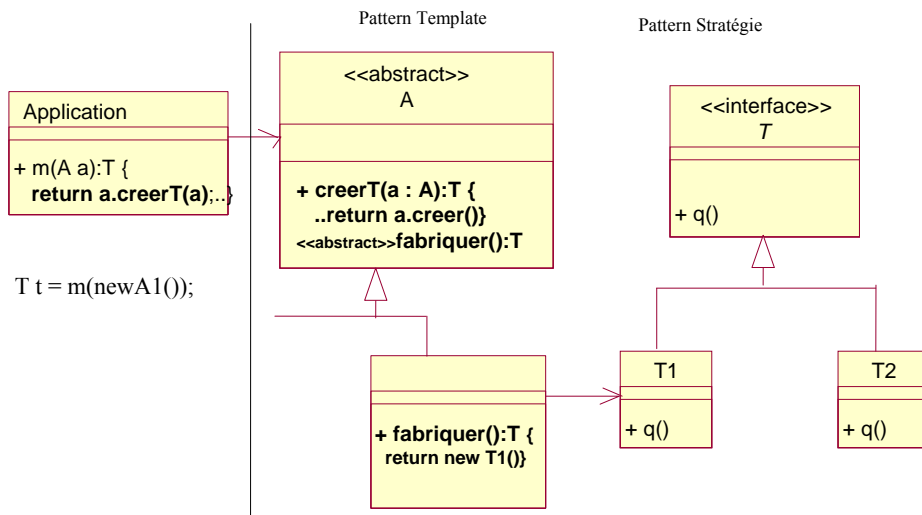 Pattern Template
Pattern Stratégie
Application
+ m(A a):T {
return a.creerT(a);..}
T t = m(newA1());
<<abstract>>
A
+ creerT(a : A):T {
..return a.creer()}
<<abstract>>fabriquer():T
<<interface>>
T
+ q()
+ fabriquer():T {
return new T1()}
T1
+ q()
T2
+ q()